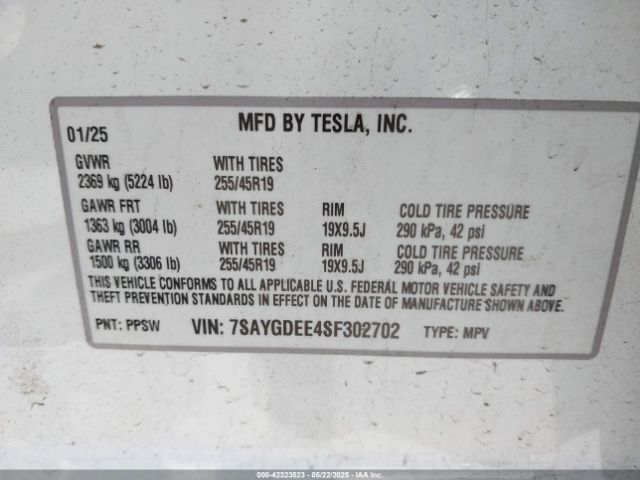 01/25 MFD BY TESLA, INC.
GVWR WITH TIRES
2369 kg (5224 lb) 255/45R19
GAWR FRT WITH TIRES RIM COLD TIRE PRESSURE
1363 kg (3004 lb) 255/45R19 19X9.5J 290 kPa, 42 psi
GAWR RR WITH TIRES RIM COLD TIRE PRESSURE
1500 kg (3306 lb) 255/45R19 19X9.5J 290 kPa, 42 psi
THIS VEHICLE CONFORMS TO ALL APPLICABLE U.S. FEDERAL MOTOR VEHICLE SAFETY AND
THEFT PREVENTION STANDARDS IN EFFECT ON THE DATE OF MANUFACTURE SHOWN ABOVE.
PNT: PPSW VIN: 7SAYGDEE4SF302702 TYPE: MPV
000-42323523 - 05/22/2025 - IAAI.COM